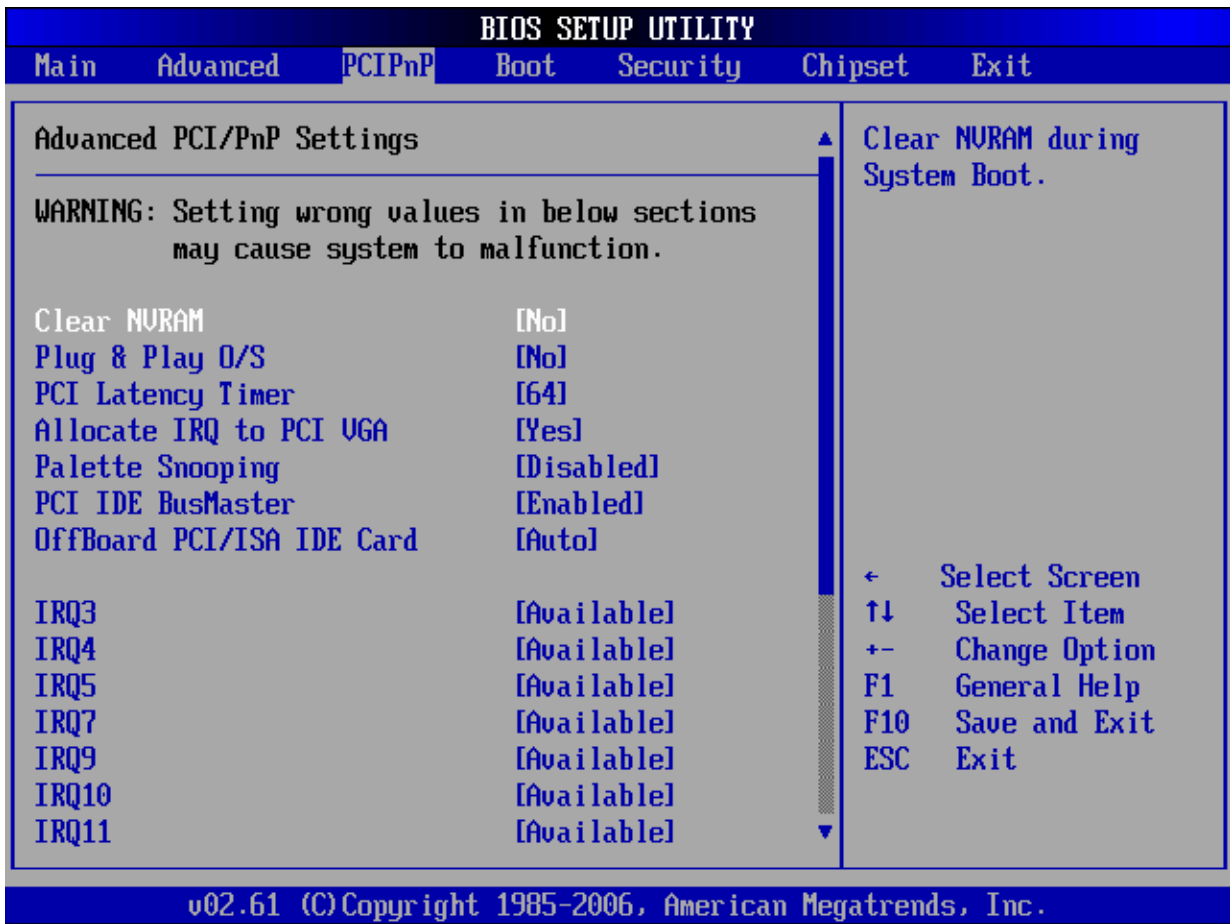 BIOS SETUP UTILITY
Main Advanced PCIPnP Boot Security Chipset Exit
Advanced PCI/PnP Settings
WARNING: Setting wrong values in below sections
may cause system to malfunction.
Clear NVRAM [No]
Plug & Play O/S [No]
PCI Latency Timer [64]
Allocate IRQ to PCI VGA [Yes]
Palette Snooping [Disabled]
PCI IDE BusMaster [Enabled]
OffBoard PCI/ISA IDE Card [Auto]
IRQ3 [Available]
IRQ4 [Available]
IRQ5 [Available]
IRQ7 [Available]
IRQ9 [Available]
IRQ10 [Available]
IRQ11 [Available]
Clear NVRAM during
System Boot.
← Select Screen
↑↓ Select Item
+- Change Option
F1 General Help
F10 Save and Exit
ESC Exit
v02.61 (C)Copyright 1985-2006, American Megatrends, Inc.